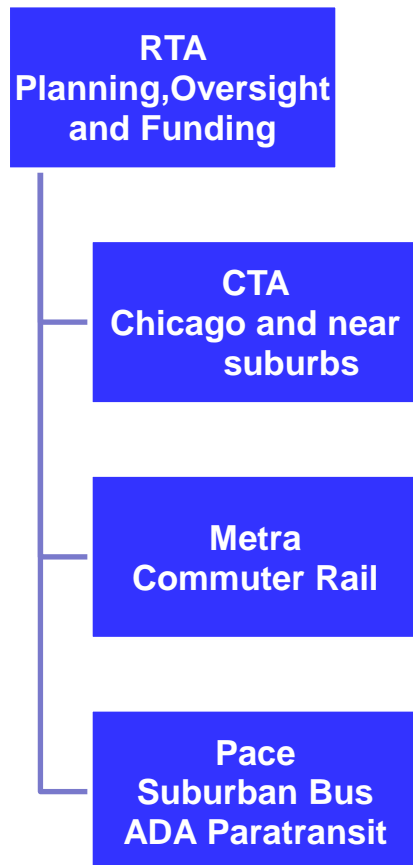 RTA
Planning,Oversight
and Funding
CTA
Chicago and near
suburbs
Metra
Commuter Rail
Pace
Suburban Bus
ADA Paratransit